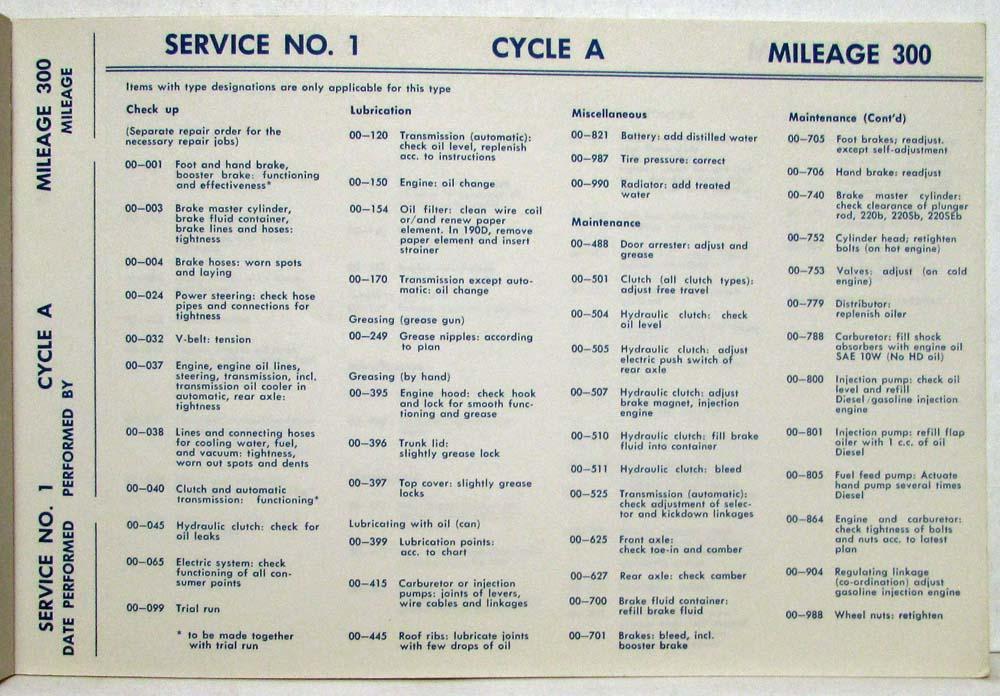 SERVICE NO. 1 CYCLE A MILEAGE 300
Items with type designations are only applicable for this type
Check up
(Separate repair order for the
necessary repair jobs)
00—001 Foot and hand brake,
booster brake: functioning
and effectiveness*
00—003 Brake master cylinder,
brake fluid container,
brake lines and hoses:
tightness
00—004 Brake hoses: worn spots
and laying
00—024 Power steering: check hose
pipes and connections for
tightness
00—032 V-belt: tension
00—037 Engine, engine oil lines,
steering, transmission, incl.
transmission oil cooler in
automatic, rear axle:
tightness
00—038 Lines and connecting hoses
for cooling water, fuel,
and vacuum: tightness,
worn out spots and dents
00—040 Clutch and automatic
transmission: functioning*
00—045 Hydraulic clutch: check for
oil leaks
00—065 Electric system: check
functioning of all con-
sumer points
00—099 Trial run
* to be made together
with trial run
Lubrication
00—120 Transmission (automatic):
check oil level, replenish
acc. to instructions
00—150 Engine: oil change
00—154 Oil filter: clean wire coil
or/and renew paper
element. In 190D, remove
paper element and insert
strainer
00—170 Transmission except auto-
matic: oil change
Greasing (grease gun)
00—249 Grease nipples: according
to plan
Greasing (by hand)
00—395 Engine hood: check hook
and lock for smooth func-
tioning and grease
00—396 Trunk lid:
slightly grease lock
00—397 Top cover: slightly grease
locks
Lubricating with oil (can)
00—399 Lubrication points:
acc. to chart
00—415 Carburetor or injection
pumps: joints of levers,
wire cables and linkages
00—445 Roof ribs: lubricate joints
with few drops of oil
Miscellaneous
00—821 Battery: add distilled water
00—987 Tire pressure: correct
00—990 Radiator: add treated
water
Maintenance
00—488 Door arrester: adjust and
grease
00—501 Clutch (all clutch types):
adjust free travel
00—504 Hydraulic clutch: check
oil level
00—505 Hydraulic clutch: adjust
electric push switch of
rear axle
00—507 Hydraulic clutch: adjust
brake magnet, injection
engine
00—510 Hydraulic clutch: fill brake
fluid into container
00—511 Hydraulic clutch: bleed
00—525 Transmission (automatic):
check adjustment of selec-
tor and kickdown linkages
00—625 Front axle:
check toe-in and camber
00—627 Rear axle: check camber
00—700 Brake fluid container:
refill brake fluid
00—701 Brakes: bleed, incl.
booster brake
Maintenance (Cont'd)
00—705 Foot brakes; readjust.
except self-adjustment
00—706 Hand brake: readjust
00—740 Brake master cylinder:
check clearance of plunger
rod, 220b, 220Sb, 220SEb
00—752 Cylinder head; retighten
bolts (on hot engine)
00—753 Valves: adjust (on cold
engine)
00—779 Distributor:
replenish oiler
00—788 Carburetor: fill shock
absorbers with engine oil
SAE 10W (No HD oil)
00—800 Injection pump: check oil
level and refill
Diesel/gasoline injection
engine
00—801 Injection pump: refill flap
oiler with 1 c.c. of oil
Diesel
00—805 Fuel feed pump: Actuate
hand pump several times
Diesel
00—864 Engine and carburetor:
check tightness of bolts
and nuts acc. to latest
plan
00—904 Regulating linkage
(co-ordination) adjust
gasoline injection engine
00—988 Wheel nuts: retighten
SERVICE NO. 1 CYCLE A MILEAGE 300
DATE PERFORMED PERFORMED BY MILEAGE